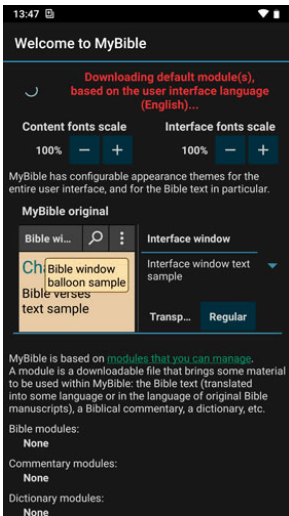 13:47
Welcome to MyBible
Downloading default module(s),
based on the user interface language
(English)...
Content fonts scale
Interface fonts scale
100% − +
100% − +
MyBible has configurable appearance themes for the
entire user interface, and for the Bible text in particular.
MyBible original
Bible wi...
Interface window
Cha
Bible window
balloon sample
Bible verses
text sample
Interface window text
sample
Transp...
Regular
MyBible is based on modules that you can manage.
A module is a downloadable file that brings some material
to be used within MyBible: the Bible text (translated
into some language or in the language of original Bible
manuscripts), a Biblical commentary, a dictionary, etc.
Bible modules:
None
Commentary modules:
None
Dictionary modules:
None